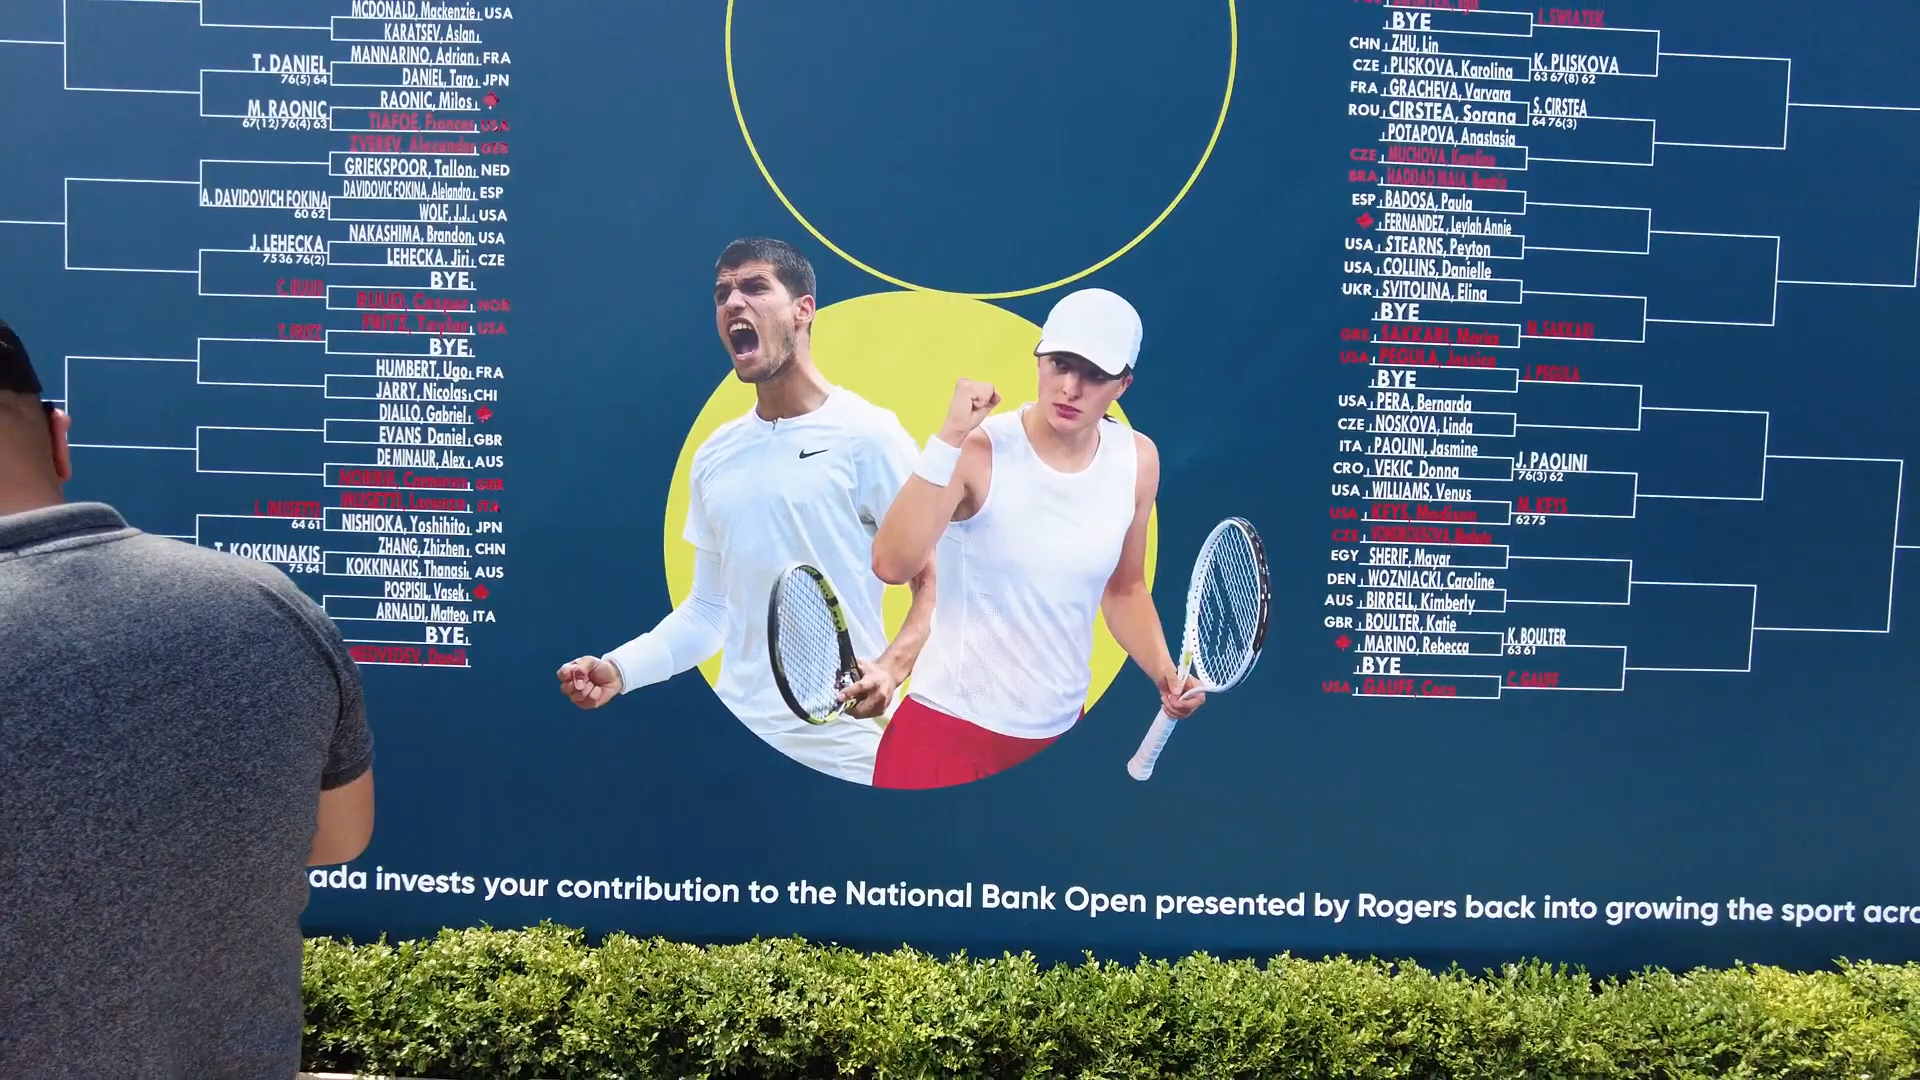 MCDONALD, Mackenzie USA
KARATSEV, Aslan
MANNARINO, Adrian FRA
T. DANIEL
76(5) 64
DANIEL, Taro JPN
RAONIC, Milos
M. RAONIC
67(12) 76(4) 63
TIAFOE, Frances USA
ZVEREV, Alexander GER
GRIEKSPOOR, Tallon NED
A. DAVIDOVICH FOKINA
60 62
DAVIDOVIC FOKINA, Alejandro ESP
WOLF, J.J. USA
NAKASHIMA, Brandon USA
J. LEHECKA
75 36 76(2)
LEHECKA, Jiri CZE
BYE
C. RUUD
RUUD, Casper NOR
T. FRITZ
FRITZ, Taylor USA
BYE
HUMBERT, Ugo FRA
JARRY, Nicolas CHI
DIALLO, Gabriel
EVANS Daniel GBR
DE MINAUR, Alex AUS
NORRIE, Cameron GBR
L. MUSETTI
64 61
MUSETTI, Lorenzo ITA
NISHIOKA, Yoshihito JPN
ZHANG, Zhizhen CHN
T. KOKKINAKIS
75 64
KOKKINAKIS, Thanasi AUS
POSPISIL, Vasek
ARNALDI, Matteo ITA
BYE
MEDVEDEV, Daniil
BYE
I. SWIATEK
CHN ZHU, Lin
CZE PLISKOVA, Karolina
K. PLISKOVA
63 67(8) 62
FRA GRACHEVA, Varvara
ROU CIRSTEA, Sorana
S. CIRSTEA
64 76(3)
POTAPOVA, Anastasia
CZE MUCHOVA, Karolina
BRA HADDAD MAIA, Beatriz
ESP BADOSA, Paula
FERNANDEZ, Leylah Annie
USA STEARNS, Peyton
USA COLLINS, Danielle
UKR SVITOLINA, Elina
BYE
GRE SAKKARI, Maria
M. SAKKARI
USA PEGULA, Jessica
BYE
J. PEGULA
USA PERA, Bernarda
CZE NOSKOVA, Linda
ITA PAOLINI, Jasmine
CRO VEKIC Donna
J. PAOLINI
76(3) 62
USA WILLIAMS, Venus
USA KEYS, Madison
M. KEYS
62 75
CZE VONDROUSOVA, Marketa
EGY SHERIF, Mayar
DEN WOZNIACKI, Caroline
AUS BIRRELL, Kimberly
GBR BOULTER, Katie
MARINO, Rebecca
K. BOULTER
63 61
BYE
USA GAUFF, Coco
C. GAUFF
ada invests your contribution to the National Bank Open presented by Rogers back into growing the sport acro